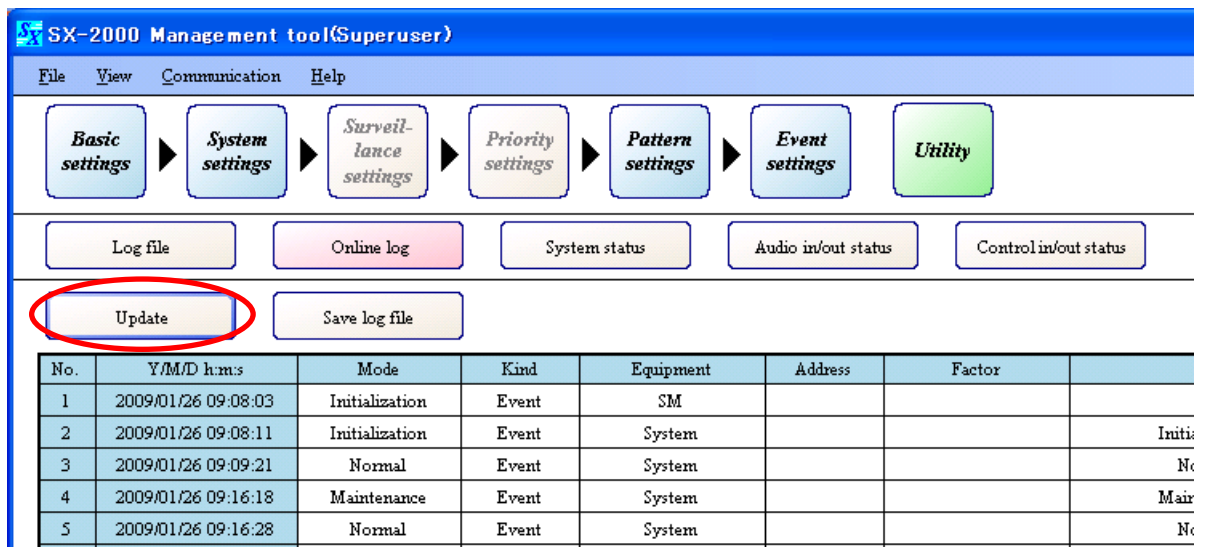 SX SX-2000 Management tool(Superuser)
File View Communication Help
Basic settings System settings Surveil-lance settings Priority settings Pattern settings Event settings Utility
Log file Online log System status Audio in/out status Control in/out status
Update Save log file
No. Y/M/D h:m:s Mode Kind Equipment Address Factor
1 2009/01/26 09:08:03 Initialization Event SM
2 2009/01/26 09:08:11 Initialization Event System Initia
3 2009/01/26 09:09:21 Normal Event System No
4 2009/01/26 09:16:18 Maintenance Event System Main
5 2009/01/26 09:16:28 Normal Event System No